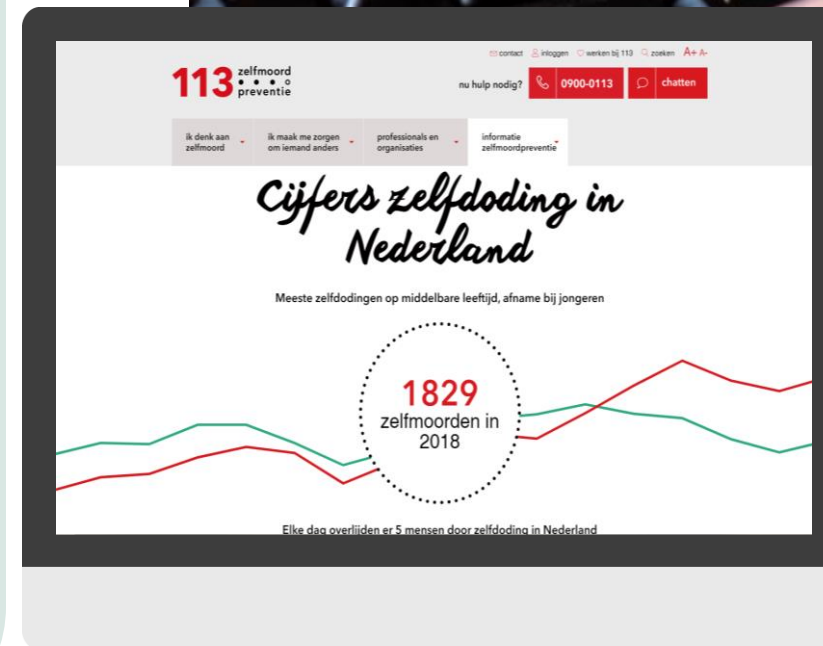 contact inloggen werken bij 113 zoeken A+ A-
113 zelfmoord
preventie
nu hulp nodig? 0900-0113 chatten
ik denk aan
zelfmoord
ik maak me zorgen
om iemand anders
professionals en
organisaties
informatie
zelfmoordpreventie
Cijfers zelfdoding in
Nederland
Meeste zelfdodingen op middelbare leeftijd, afname bij jongeren
1829
zelfmoorden in
2018
Elke dag overlijden er 5 mensen door zelfdoding in Nederland